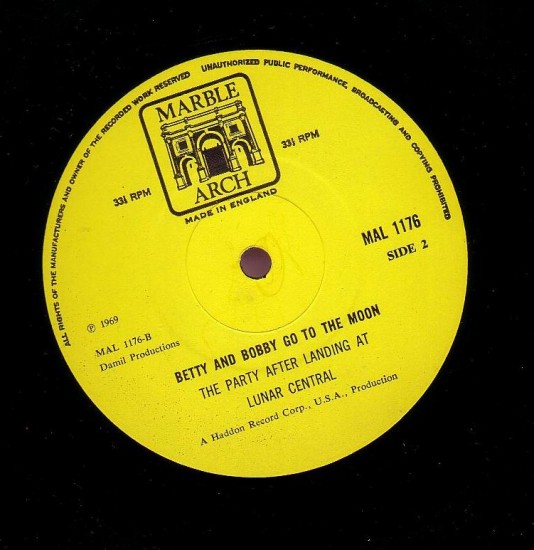 ALL RIGHTS OF THE MANUFACTURERS AND OWNER OF THE RECORDED WORK RESERVED
UNAUTHORIZED PUBLIC PERFORMANCE, BROADCASTING AND COPYING PROHIBITED
MARBLE
ARCH
MADE IN ENGLAND
33⅓ RPM
33⅓ RPM
MAL 1176
SIDE 2
℗ 1969
MAL 1176-B
Damil Productions
BETTY AND BOBBY GO TO THE MOON
THE PARTY AFTER LANDING AT
LUNAR CENTRAL
A Haddon Record Corp., U.S.A., Production